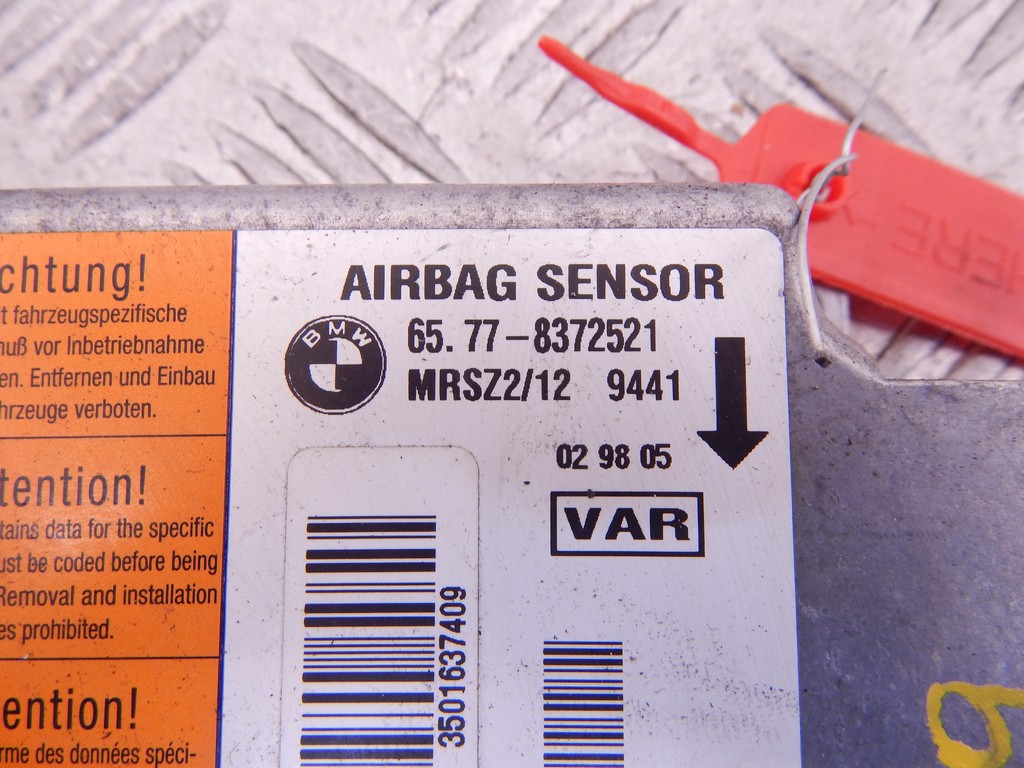 chtung!
t fahrzeugspezifische
nuß vor Inbetriebnahme
en. Entfernen und Einbau
hrzeuge verboten.
tention!
tains data for the specific
ust be coded before being
Removal and installation
es prohibited.
ention!
rme des données spéci-
AIRBAG SENSOR
BMW
65.77-8372521
MRSZ2/12 9441
02 98 05
VAR
3501637409
HERE
9